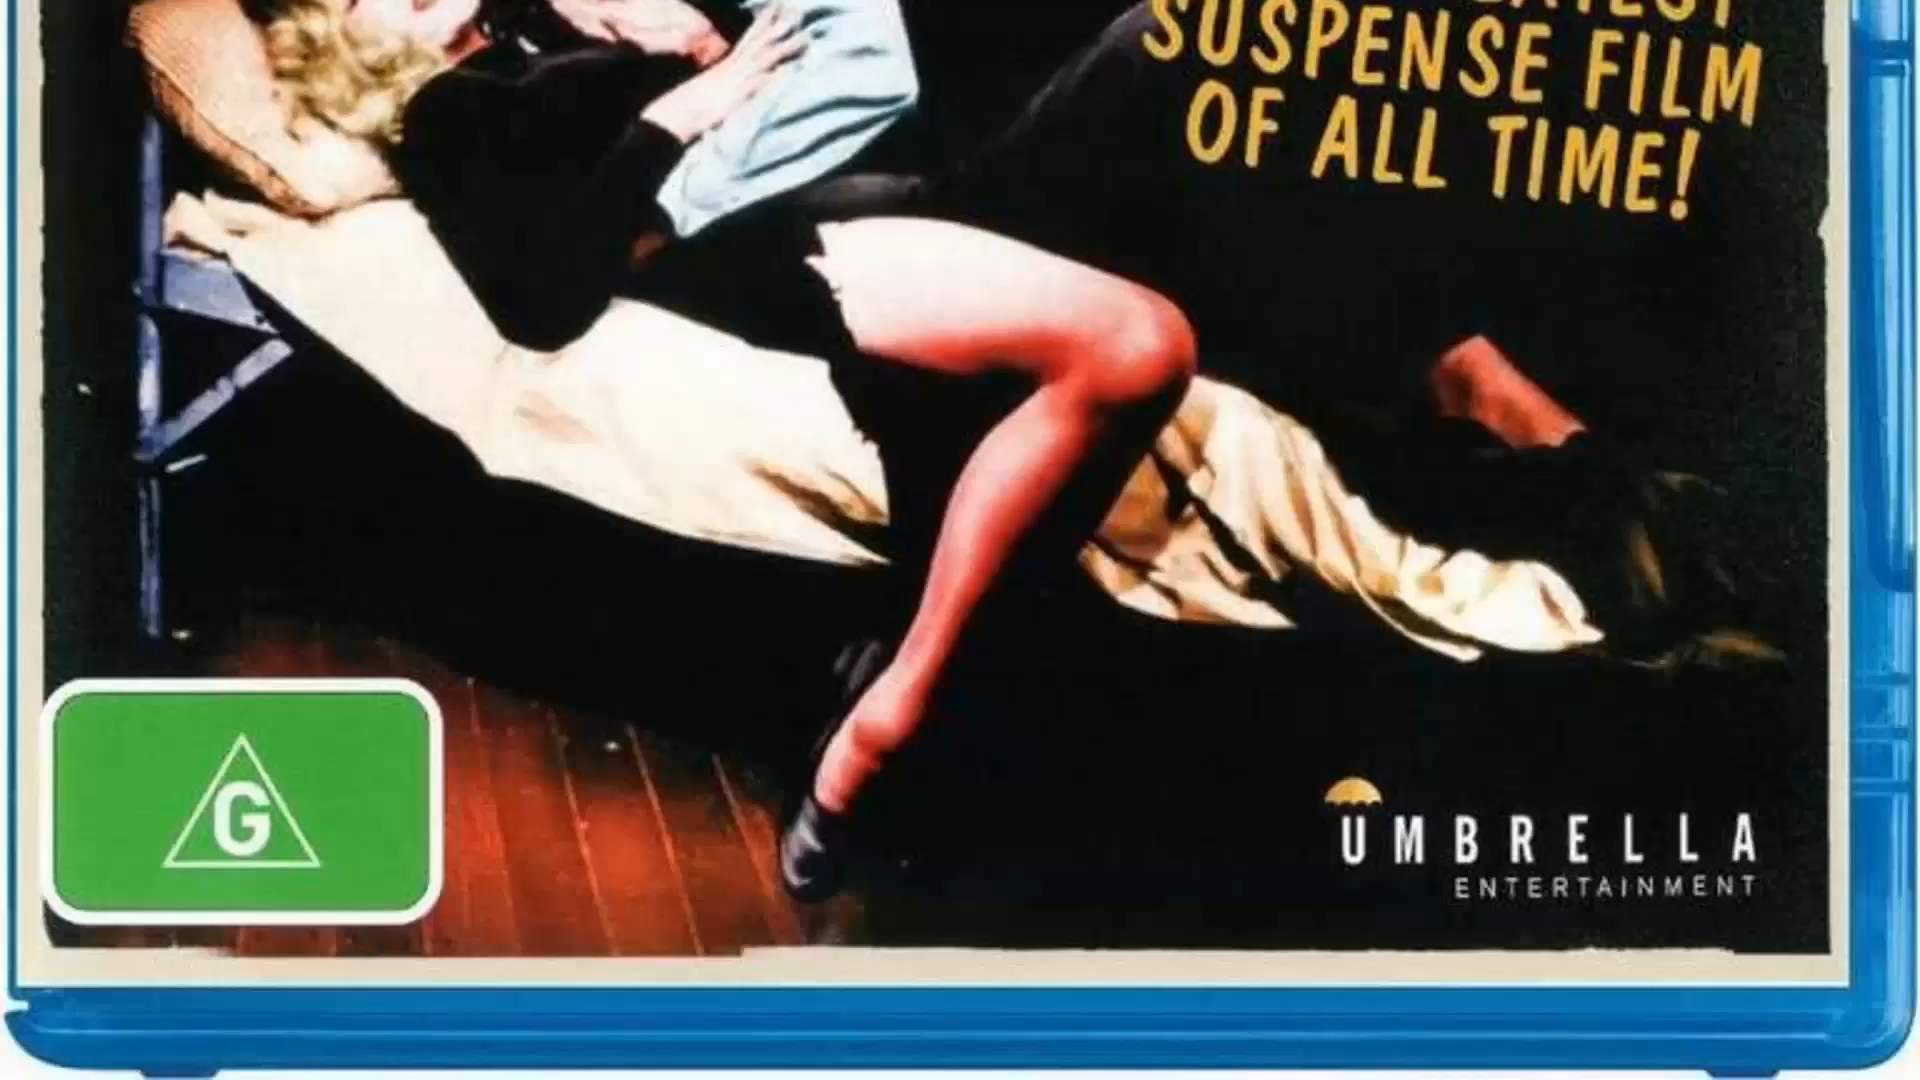 SUSPENSE FILM
OF ALL TIME!
G
UMBRELLA
ENTERTAINMENT